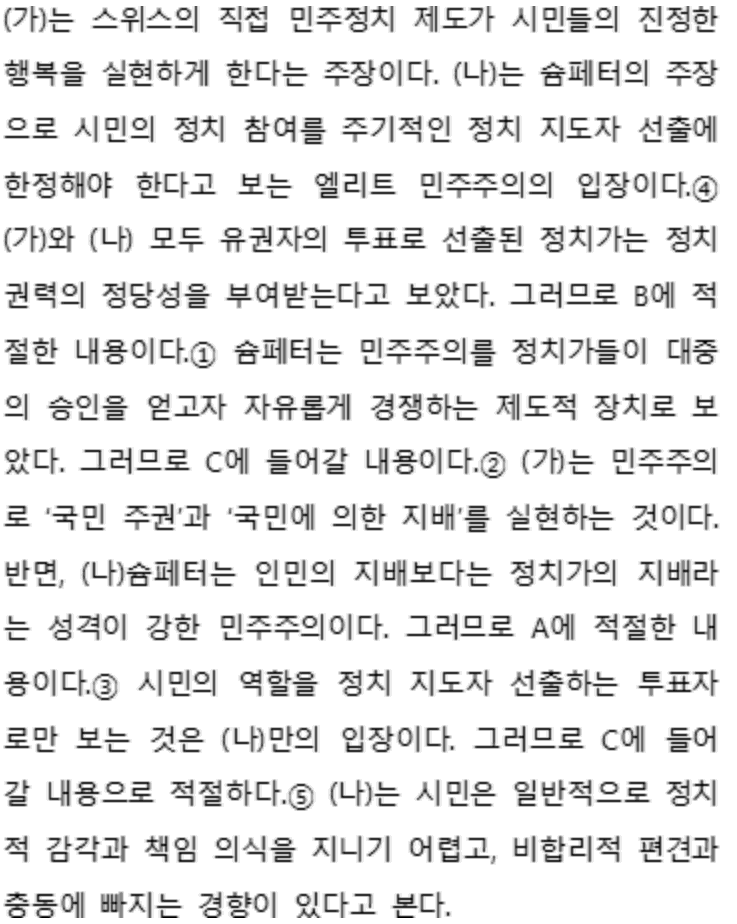 (가)는 스위스의 직접 민주정치 제도가 시민들의 진정한
행복을 실현하게 한다는 주장이다. (나)는 슘페터의 주장
으로 시민의 정치 참여를 주기적인 정치 지도자 선출에
한정해야 한다고 보는 엘리트 민주주의의 입장이다.④
(가)와 (나) 모두 유권자의 투표로 선출된 정치가는 정치
권력의 정당성을 부여받는다고 보았다. 그러므로 B에 적
절한 내용이다.① 슘페터는 민주주의를 정치가들이 대중
의 승인을 얻고자 자유롭게 경쟁하는 제도적 장치로 보
았다. 그러므로 C에 들어갈 내용이다.② (가)는 민주주의
로 ‘국민 주권’과 ‘국민에 의한 지배’를 실현하는 것이다.
반면, (나)슘페터는 인민의 지배보다는 정치가의 지배라
는 성격이 강한 민주주의이다. 그러므로 A에 적절한 내
용이다.③ 시민의 역할을 정치 지도자 선출하는 투표자
로만 보는 것은 (나)만의 입장이다. 그러므로 C에 들어
갈 내용으로 적절하다.⑤ (나)는 시민은 일반적으로 정치
적 감각과 책임 의식을 지니기 어렵고, 비합리적 편견과
충동에 빠지는 경향이 있다고 본다.